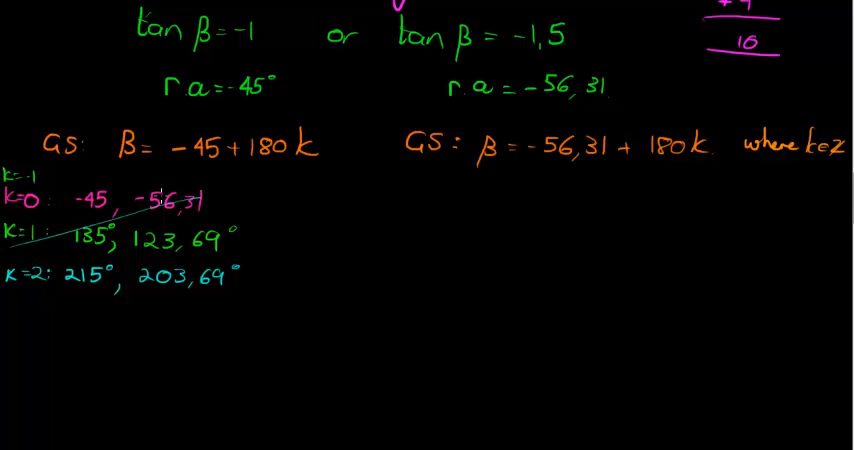 + 9
10
tan β = -1 or tan β = -1,5
r.a = -45° r.a = -56,31
GS: β = -45 + 180k GS: β = -56,31 + 180k where k∈Z
k=-1
k=0: -45, -56,31
k=1: 135°, 123,69°
k=2: 215°, 203,69°